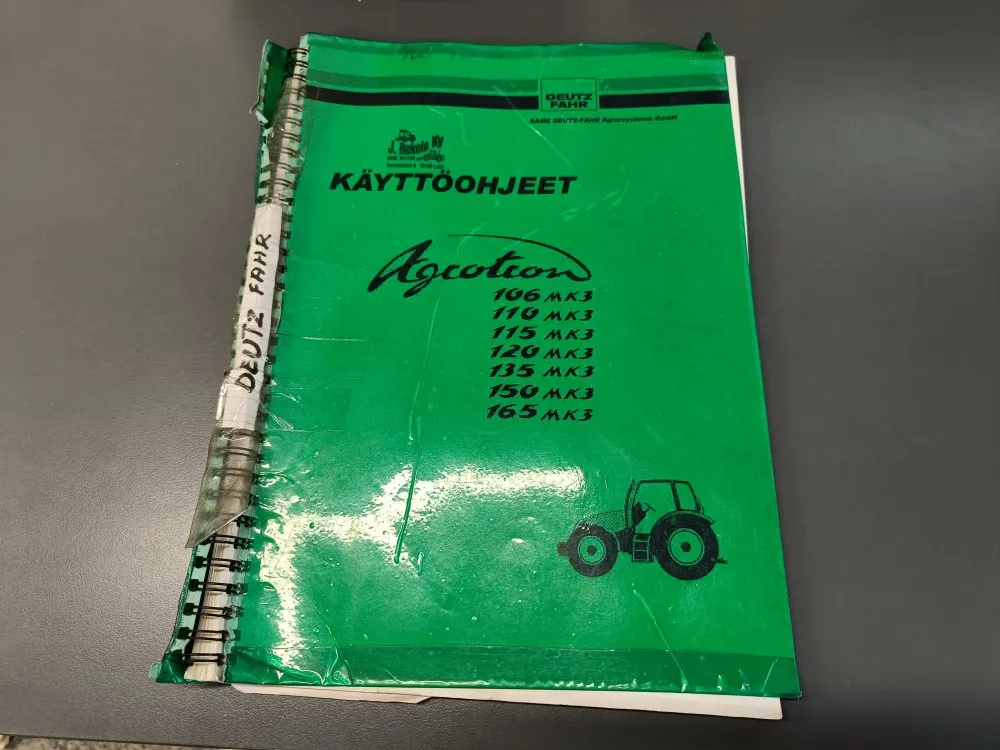 DEUTZ
FAHR
SAME DEUTZ-FAHR Agrarsysteme GmbH
J. Ky
KÄYTTÖOHJEET
Agrotron
106 MK3
110 MK3
115 MK3
120 MK3
135 MK3
150 MK3
165 MK3
DEUTZ FAHR